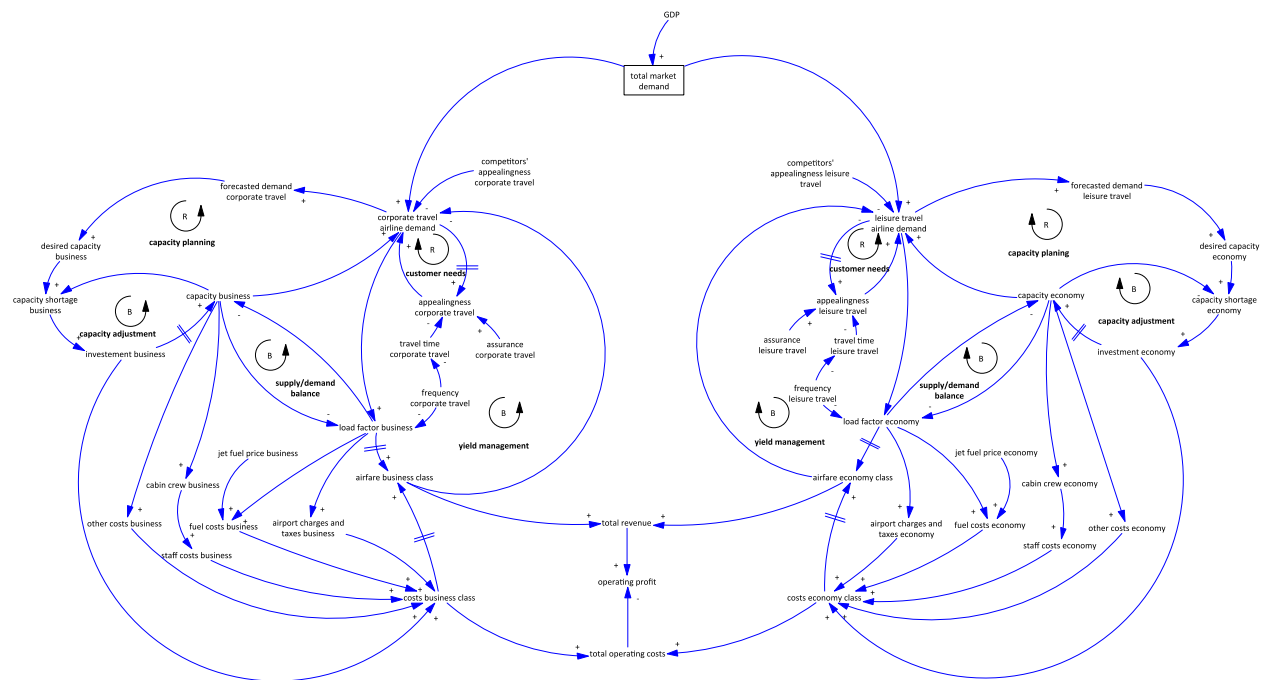 GDP
total market
demand
competitors'
appealingness
corporate travel
competitors'
appealingness leisure
travel
forecasted demand
corporate travel
forecasted demand
leisure travel
R
capacity planning
corporate travel
airline demand
leisure travel
airline demand
R
capacity planing
desired capacity
business
R
customer needs
R
customer needs
desired capacity
economy
capacity shortage
business
capacity business
appealingness
corporate travel
appealingness
leisure travel
capacity economy
capacity shortage
economy
B
capacity adjustment
B
capacity adjustment
investement business
travel time
corporate travel
assurance
corporate travel
assurance
leisure travel
travel time
leisure travel
investment economy
B
supply/demand
balance
B
supply/demand
balance
frequency
corporate travel
frequency
leisure travel
B
yield management
B
yield management
load factor business
load factor economy
jet fuel price business
jet fuel price economy
cabin crew business
airfare business class
airfare economy class
cabin crew economy
other costs business
fuel costs business
airport charges and
taxes business
total revenue
airport charges and
taxes economy
fuel costs economy
other costs economy
staff costs business
staff costs economy
operating profit
costs business class
costs economy class
total operating costs